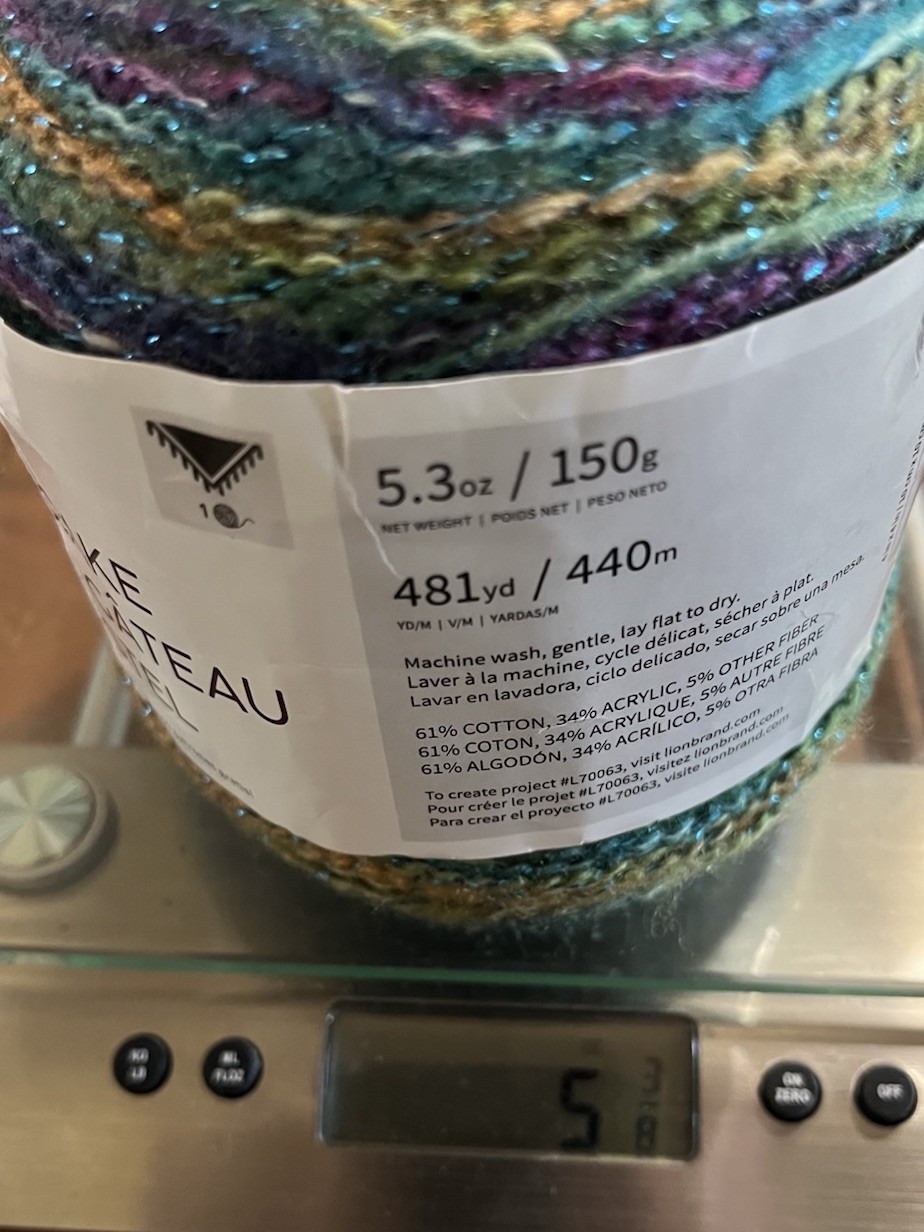 1
KE
GATEAU
EL
5.3oz / 150g
NET WEIGHT | POIDS NET | PESO NETO
481yd / 440m
YD/M | V/M | YARDAS/M
Machine wash, gentle, lay flat to dry.
Laver à la machine, cycle délicat, sécher à plat.
Lavar en lavadora, ciclo delicado, secar sobre una mesa.
61% COTTON, 34% ACRYLIC, 5% OTHER FIBER
61% COTON, 34% ACRYLIQUE, 5% AUTRE FIBRE
61% ALGODÓN, 34% ACRÍLICO, 5% OTRA FIBRA
To create project #L70063, visit lionbrand.com
Pour créer le projet #L70063, visitez lionbrand.com
Para crear el proyecto #L70063, visite lionbrand.com
KG
LB
ML
FLOZ
5
ON
ZERO
OFF